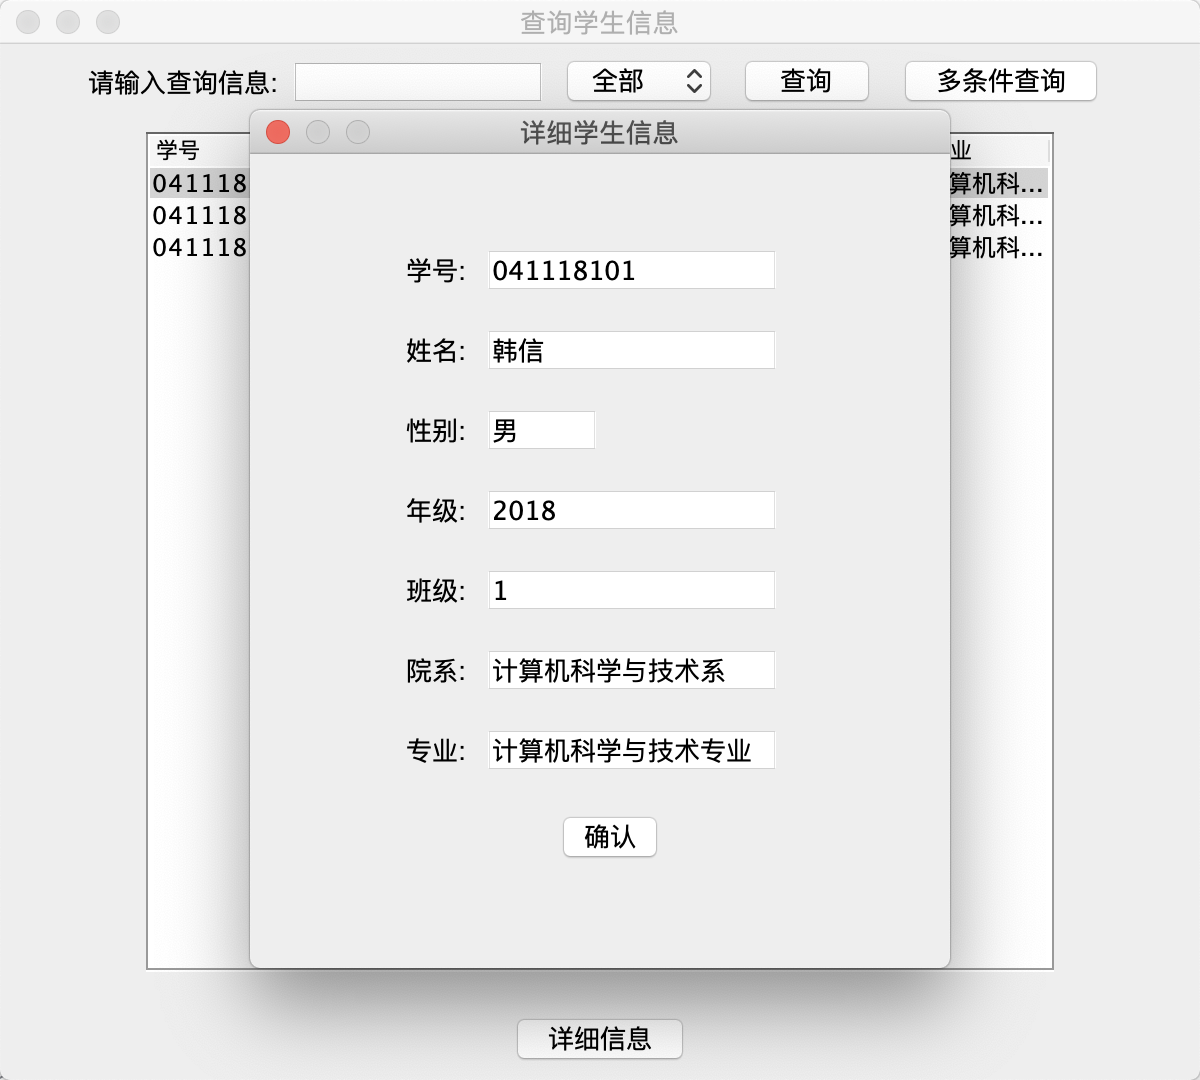 查询学生信息
请输入查询信息: 全部 查询 多条件查询
详细学生信息
学号 业
041118 算机科...
041118 算机科...
041118 算机科...
学号: 041118101
姓名: 韩信
性别: 男
年级: 2018
班级: 1
院系: 计算机科学与技术系
专业: 计算机科学与技术专业
确认
详细信息